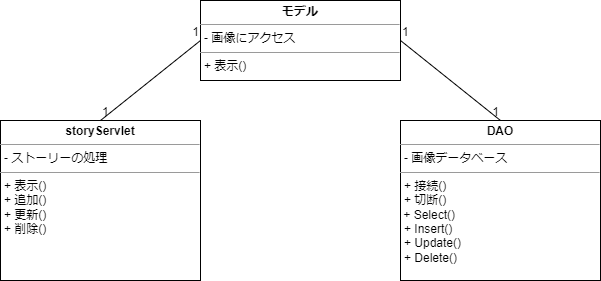 モデル
- 画像にアクセス
+ 表示()
1
1
1
1
storyServlet
- ストーリーの処理
+ 表示()
+ 追加()
+ 更新()
+ 削除()
DAO
- 画像データベース
+ 接続()
+ 切断()
+ Select()
+ Insert()
+ Update()
+ Delete()